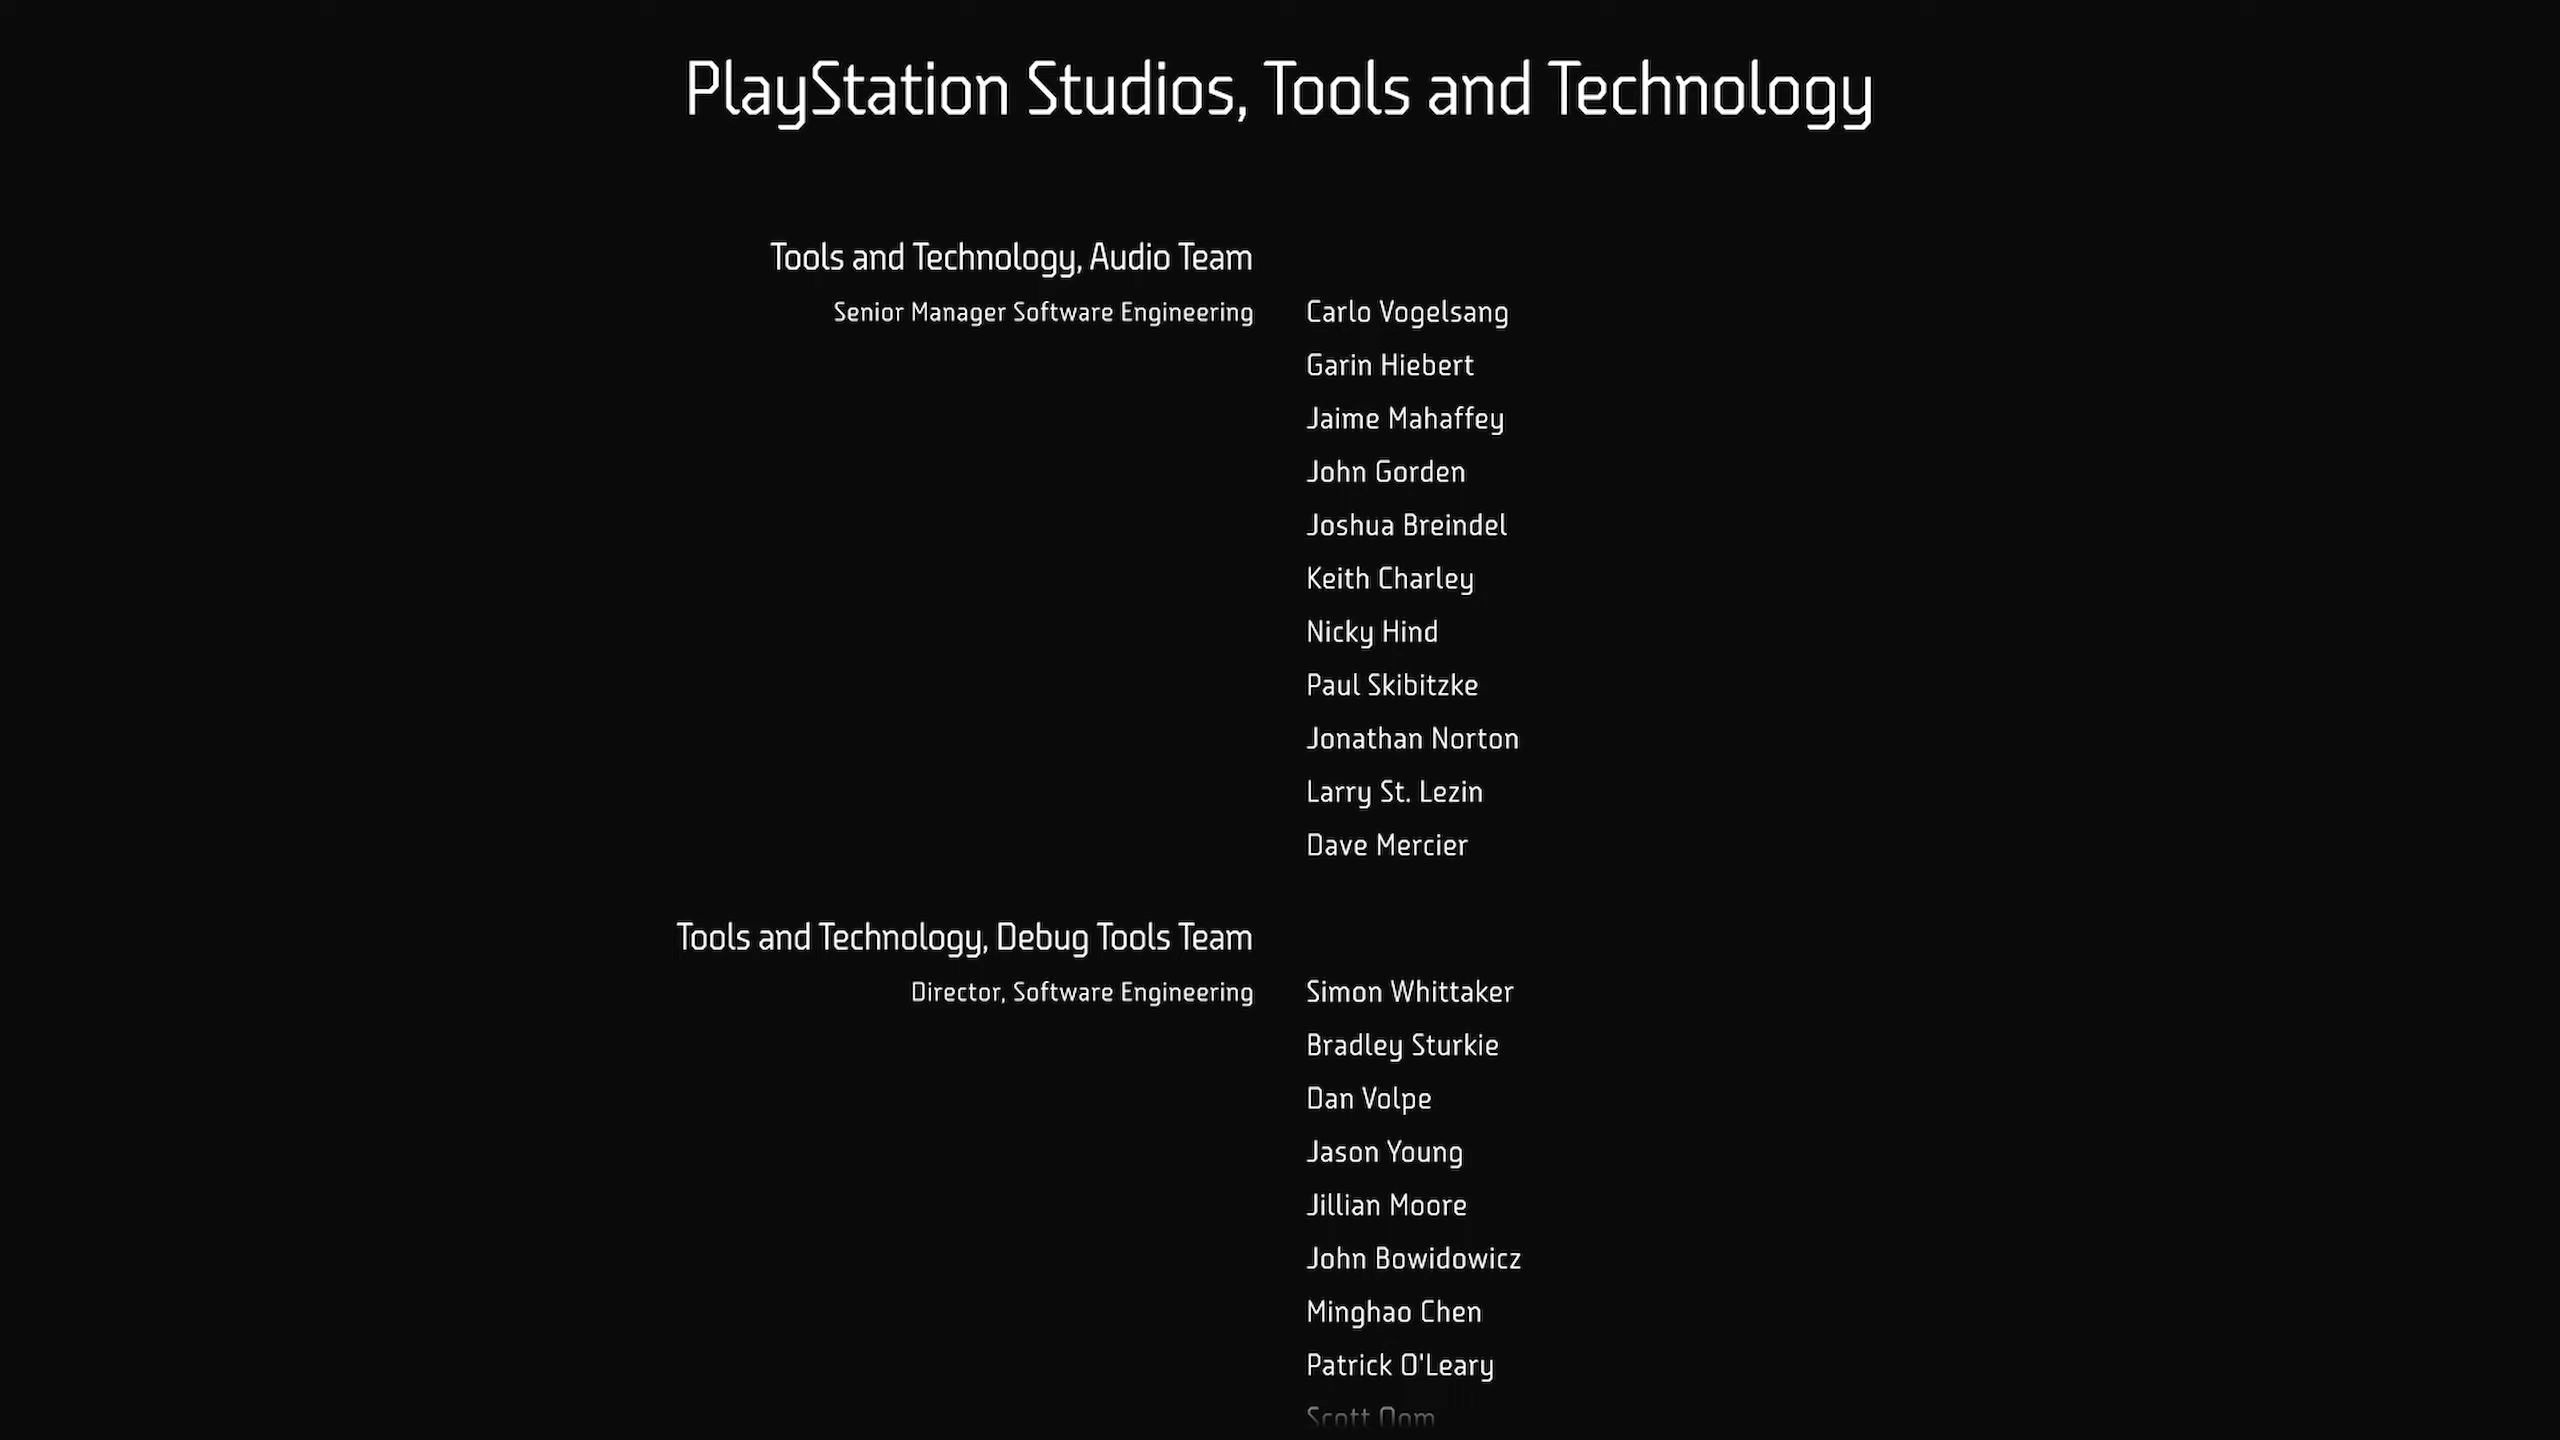 PlayStation Studios, Tools and Technology
Tools and Technology, Audio Team
Senior Manager Software Engineering Carlo Vogelsang
Garin Hiebert
Jaime Mahaffey
John Gorden
Joshua Breindel
Keith Charley
Nicky Hind
Paul Skibitzke
Jonathan Norton
Larry St. Lezin
Dave Mercier
Tools and Technology, Debug Tools Team
Director, Software Engineering Simon Whittaker
Bradley Sturkie
Dan Volpe
Jason Young
Jillian Moore
John Bowidowicz
Minghao Chen
Patrick O'Leary
Scott